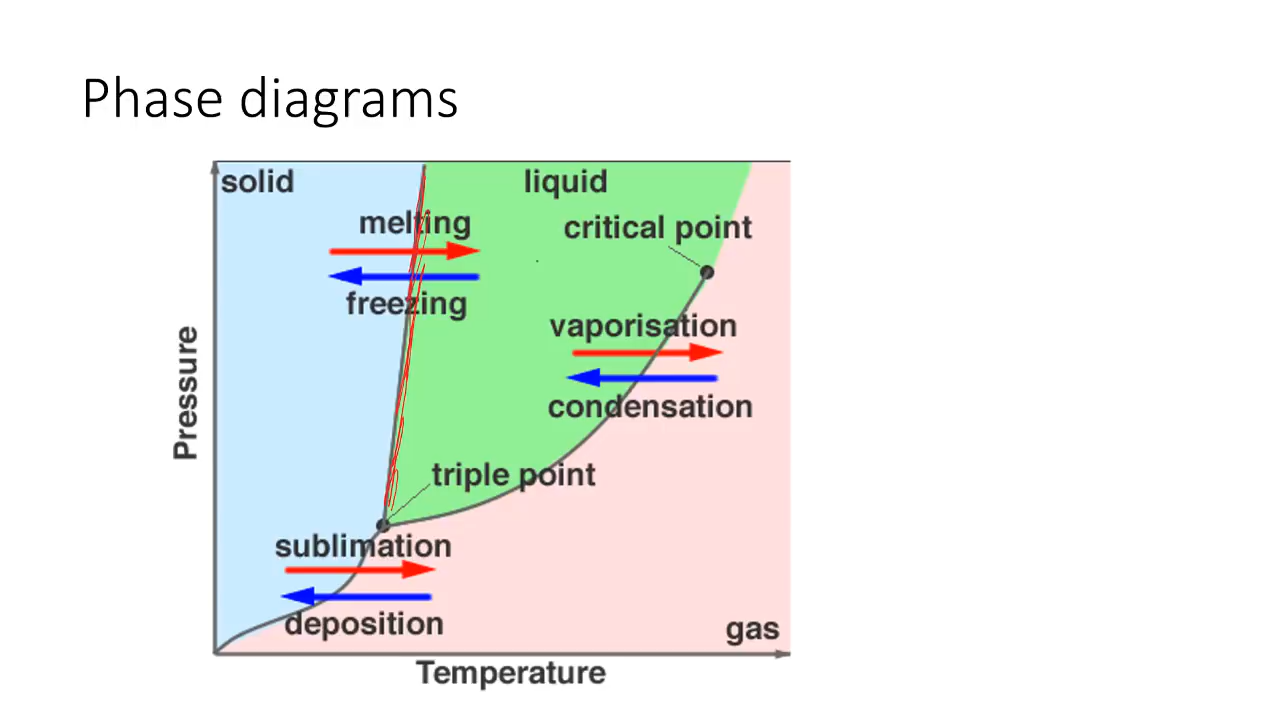 Phase diagrams
solid
liquid
melting
critical point
freezing
vaporisation
condensation
Pressure
triple point
sublimation
deposition
gas
Temperature